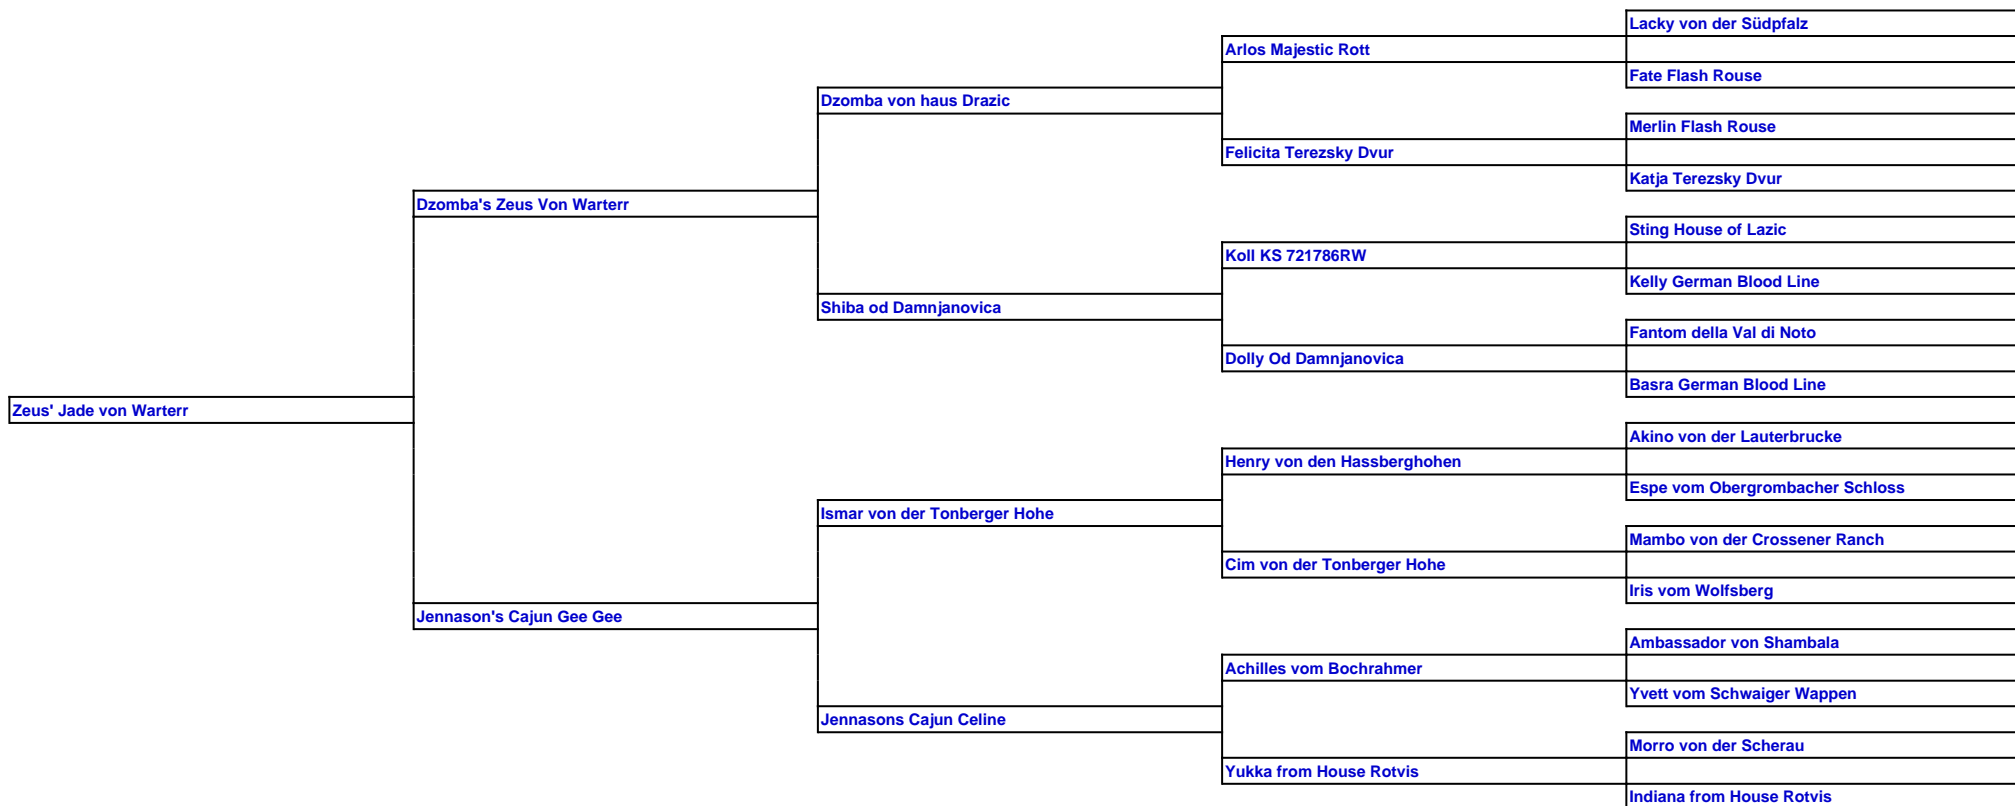 Lacky von der Südpfalz
Arlos Majestic Rott
Fate Flash Rouse
Dzomba von haus Drazic
Merlin Flash Rouse
Felicita Terezsky Dvur
Katja Terezsky Dvur
Dzomba's Zeus Von Warterr
Sting House of Lazic
Koll KS 721786RW
Kelly German Blood Line
Shiba od Damnjanovica
Fantom della Val di Noto
Dolly Od Damnjanovica
Basra German Blood Line
Zeus' Jade von Warterr
Akino von der Lauterbrucke
Henry von den Hassberghohen
Espe vom Obergrombacher Schloss
Ismar von der Tonberger Hohe
Mambo von der Crossener Ranch
Cim von der Tonberger Hohe
Iris vom Wolfsberg
Jennason's Cajun Gee Gee
Ambassador von Shambala
Achilles vom Bochrahmer
Yvett vom Schwaiger Wappen
Jennasons Cajun Celine
Morro von der Scherau
Yukka from House Rotvis
Indiana from House Rotvis